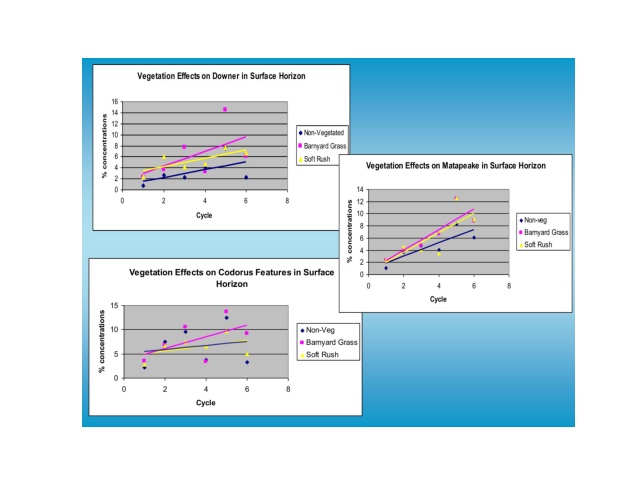 Vegetation Effects on Downer in Surface Horizon
16
14
12
10
8
6
4
2
0
% concentrations
0 2 4 6 8
Cycle
Non-Vegetated
Barnyard Grass
Soft Rush
Vegetation Effects on Matapeake in Surface Horizon
14
12
10
8
6
4
2
0
% concentrations
0 2 4 6 8
Cycle
Non-veg
Barnyard Grass
Soft Rush
Vegetation Effects on Codorus Features in Surface
Horizon
15
10
5
0
% concentrations
0 2 4 6 8
Cycle
Non-Veg
Barnyard Grass
Soft Rush